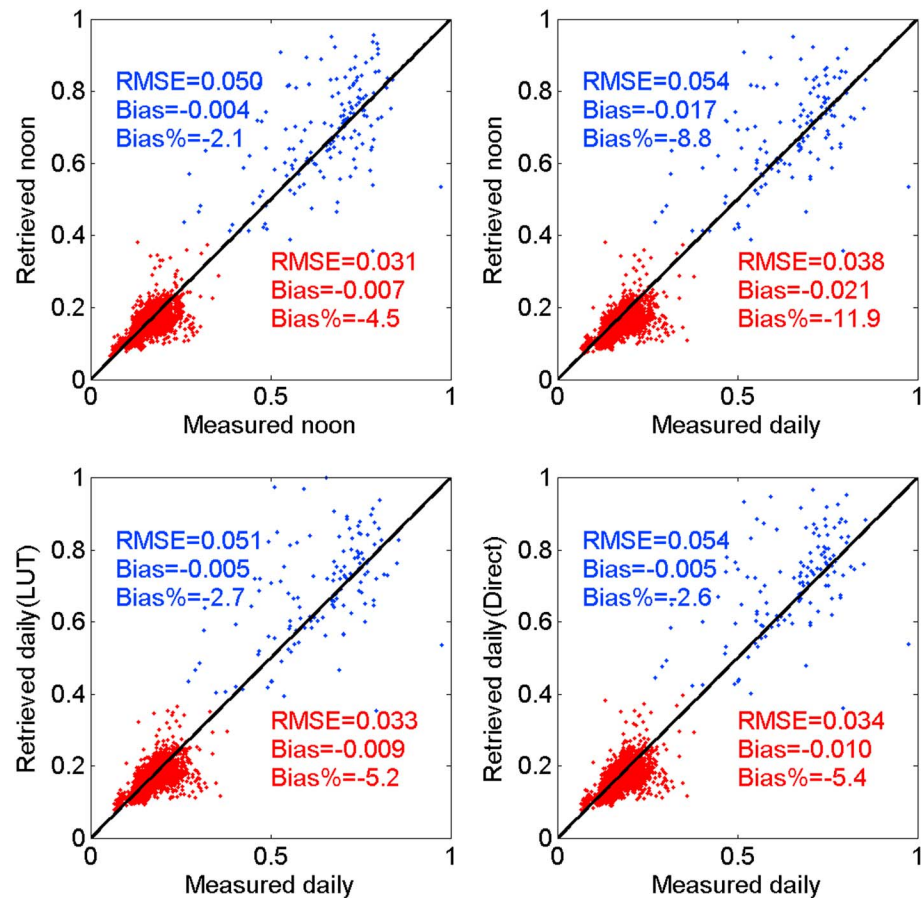 1
0.8
0.6
0.4
0.2
0
Retrieved noon
RMSE=0.050
Bias=-0.004
Bias%=-2.1
RMSE=0.031
Bias=-0.007
Bias%=-4.5
0
0.5
1
Measured noon
1
0.8
0.6
0.4
0.2
0
Retrieved noon
RMSE=0.054
Bias=-0.017
Bias%=-8.8
RMSE=0.038
Bias=-0.021
Bias%=-11.9
0
0.5
1
Measured daily
1
0.8
0.6
0.4
0.2
0
Retrieved daily(LUT)
RMSE=0.051
Bias=-0.005
Bias%=-2.7
RMSE=0.033
Bias=-0.009
Bias%=-5.2
0
0.5
1
Measured daily
1
0.8
0.6
0.4
0.2
0
Retrieved daily(Direct)
RMSE=0.054
Bias=-0.005
Bias%=-2.6
RMSE=0.034
Bias=-0.010
Bias%=-5.4
0
0.5
1
Measured daily